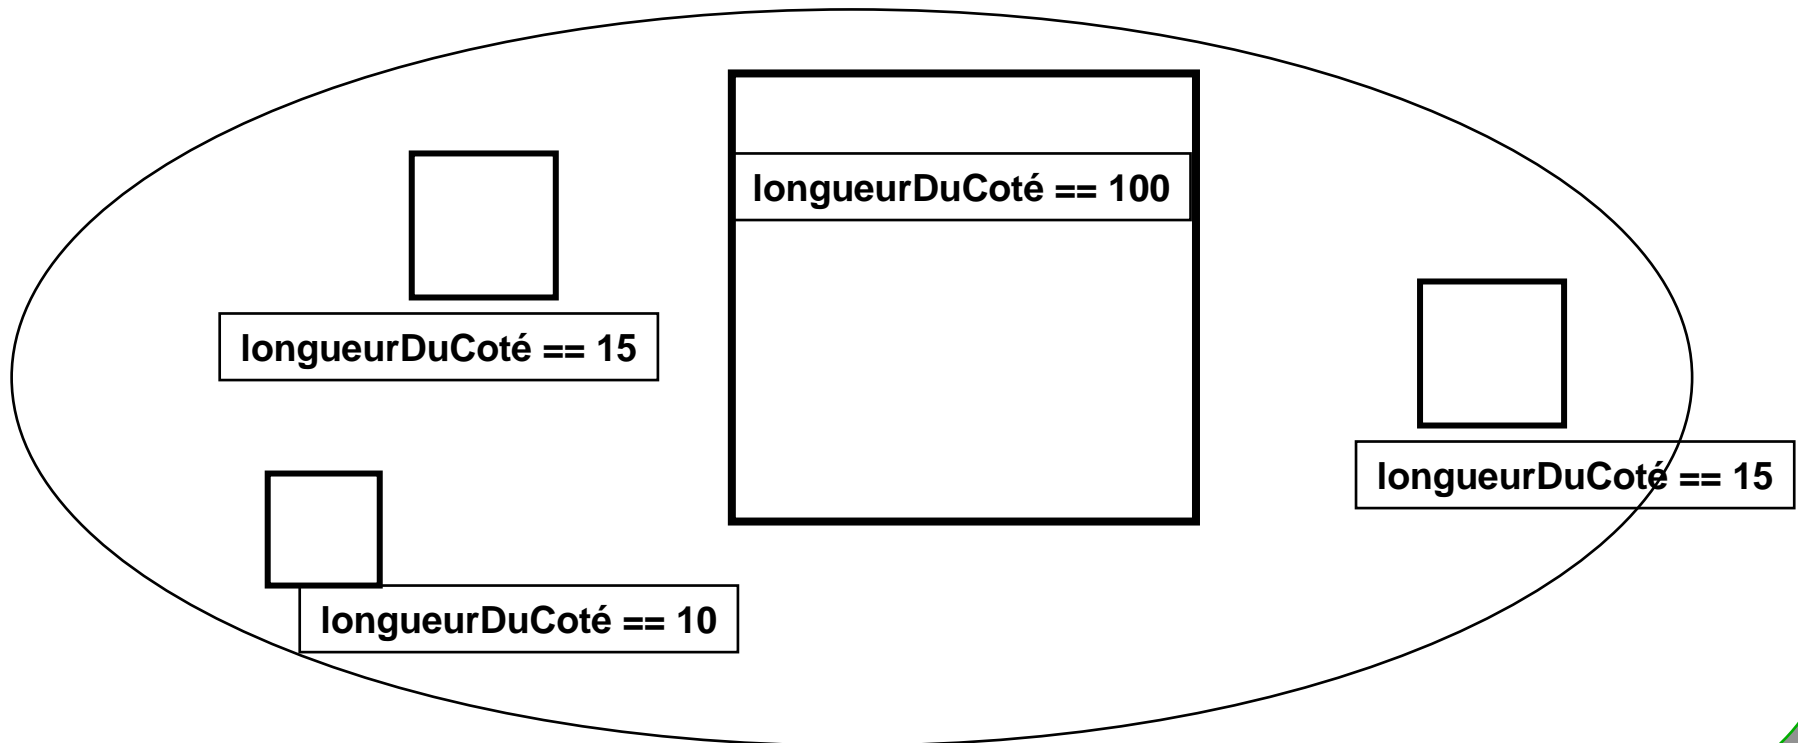 longueurDuCoté == 100
longueurDuCoté == 15
longueurDuCoté == 15
longueurDuCoté == 10